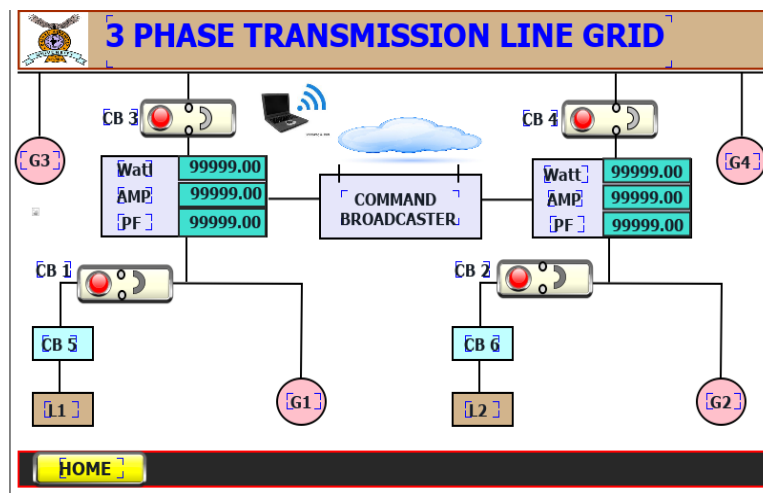 3 PHASE TRANSMISSION LINE GRID
CB 3
CB 4
G3
G4
Watt
99999.00
AMP
99999.00
PF
99999.00
COMMAND
BROADCASTER
Watt
99999.00
AMP
99999.00
PF
99999.00
CB 1
CB 2
CB 5
CB 6
L1
G1
L2
G2
HOME